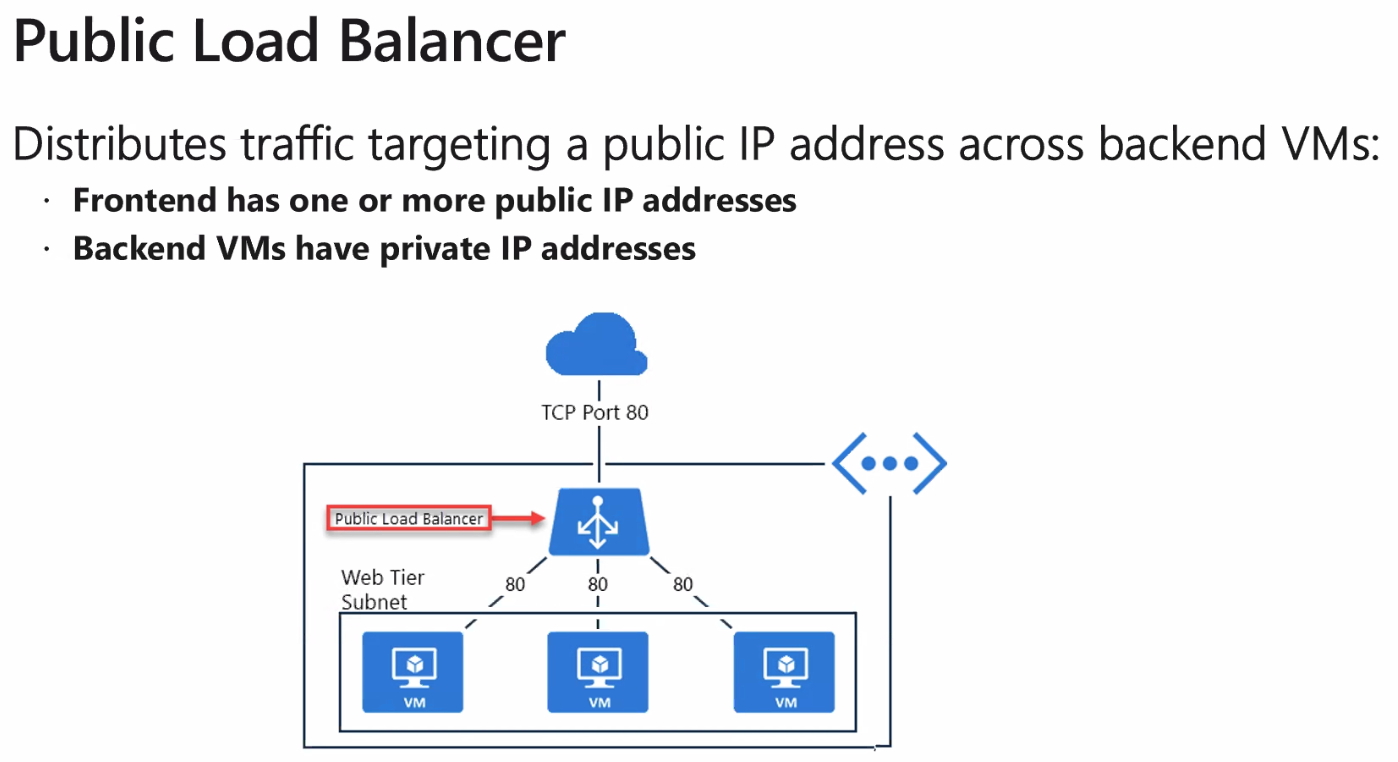 Public Load Balancer
Distributes traffic targeting a public IP address across backend VMs:
· Frontend has one or more public IP addresses
· Backend VMs have private IP addresses
TCP Port 80
Public Load Balancer
Web Tier
Subnet
80
80
80
VM
VM
VM